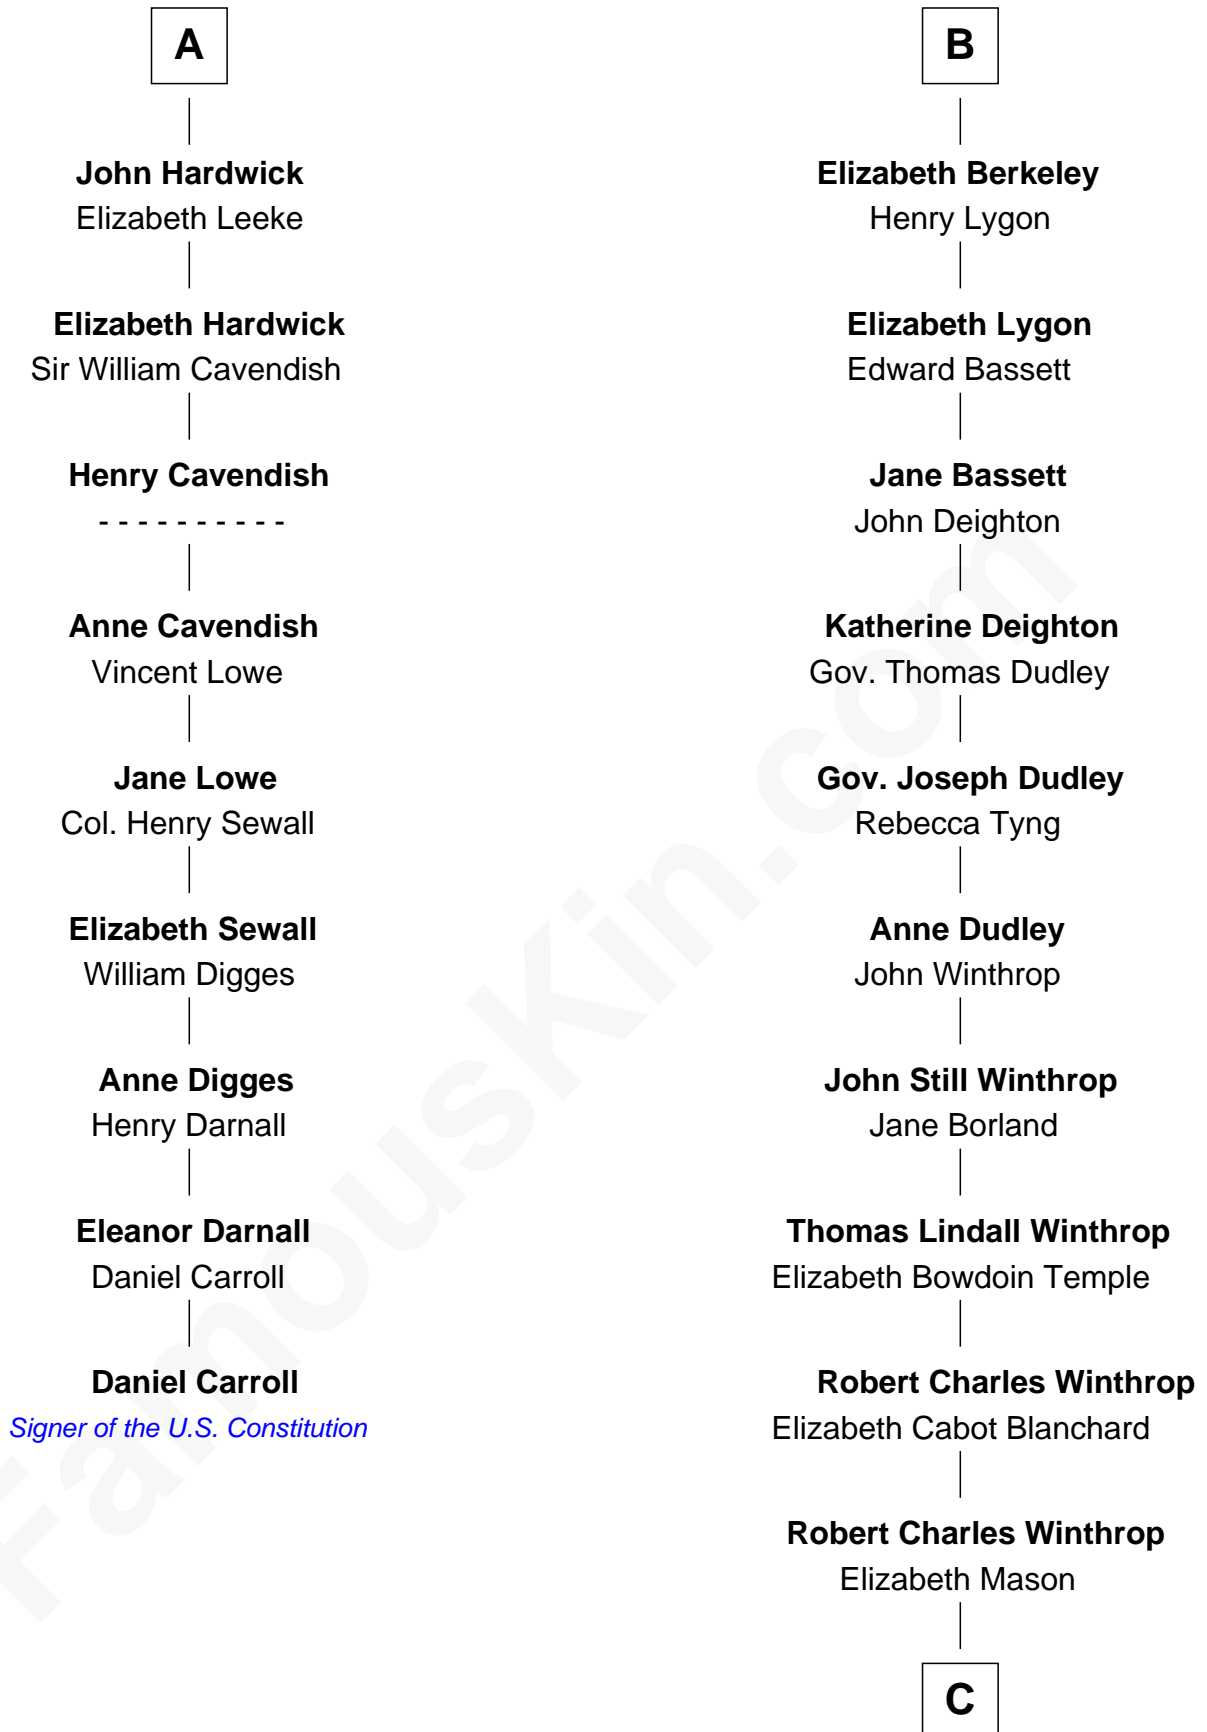 A
John Hardwick
Elizabeth Leeke
Elizabeth Hardwick
Sir William Cavendish
Henry Cavendish
- - - - - - - - - -
Anne Cavendish
Vincent Lowe
Jane Lowe
Col. Henry Sewall
Elizabeth Sewall
William Digges
Anne Digges
Henry Darnall
Eleanor Darnall
Daniel Carroll
Daniel Carroll
Signer of the U.S. Constitution
B
Elizabeth Berkeley
Henry Lygon
Elizabeth Lygon
Edward Bassett
Jane Bassett
John Deighton
Katherine Deighton
Gov. Thomas Dudley
Gov. Joseph Dudley
Rebecca Tyng
Anne Dudley
John Winthrop
John Still Winthrop
Jane Borland
Thomas Lindall Winthrop
Elizabeth Bowdoin Temple
Robert Charles Winthrop
Elizabeth Cabot Blanchard
Robert Charles Winthrop
Elizabeth Mason
C
FamousKin.com